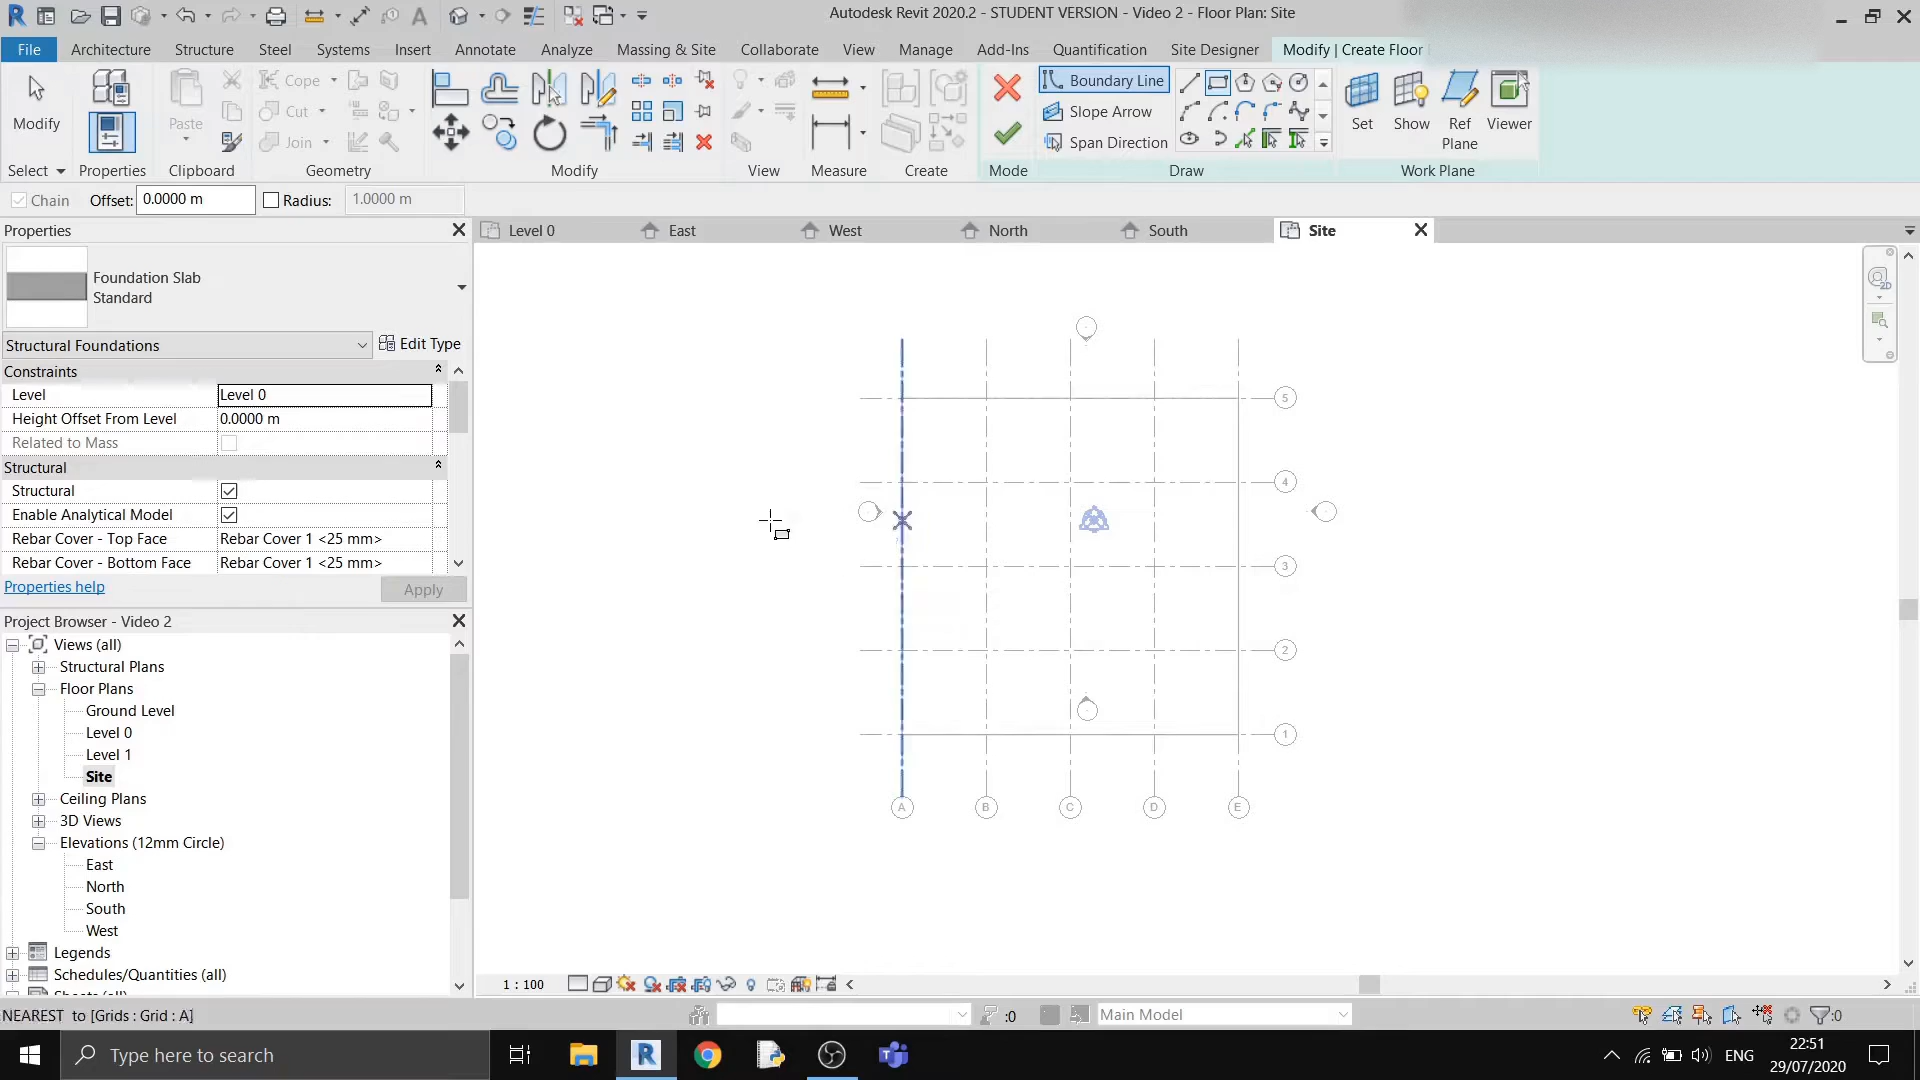 Autodesk Revit 2020.2 - STUDENT VERSION - Video 2 - Floor Plan: Site
File Architecture Structure Steel Systems Insert Annotate Analyze Massing & Site Collaborate View Manage Add-Ins Quantification Site Designer Modify | Create Floor
Modify
Paste
Cope
Cut
Join
Boundary Line
Slope Arrow
Span Direction
Set Show Ref Plane Viewer
Select Properties Clipboard Geometry Modify View Measure Create Mode Draw Work Plane
Chain Offset: 0.0000 m Radius: 1.0000 m
Properties
Level 0 East West North South Site
Foundation Slab
Standard
Structural Foundations Edit Type
Constraints
Level Level 0
Height Offset From Level 0.0000 m
Related to Mass
Structural
Structural
Enable Analytical Model
Rebar Cover - Top Face Rebar Cover 1 <25 mm>
Rebar Cover - Bottom Face Rebar Cover 1 <25 mm>
Properties help Apply
Project Browser - Video 2
Views (all)
Structural Plans
Floor Plans
Ground Level
Level 0
Level 1
Site
Ceiling Plans
3D Views
Elevations (12mm Circle)
East
North
South
West
Legends
Schedules/Quantities (all)
2D
5
4
3
2
1
A B C D E
1 : 100
NEAREST to [Grids : Grid : A]
:0
Main Model
:0
Type here to search
ENG
22:51
29/07/2020